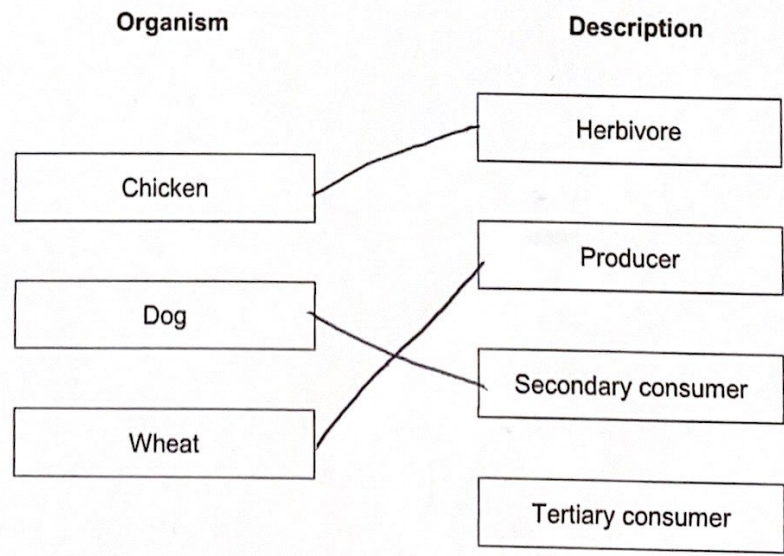 Organism
Description
Herbivore
Chicken
Producer
Dog
Secondary consumer
Wheat
Tertiary consumer